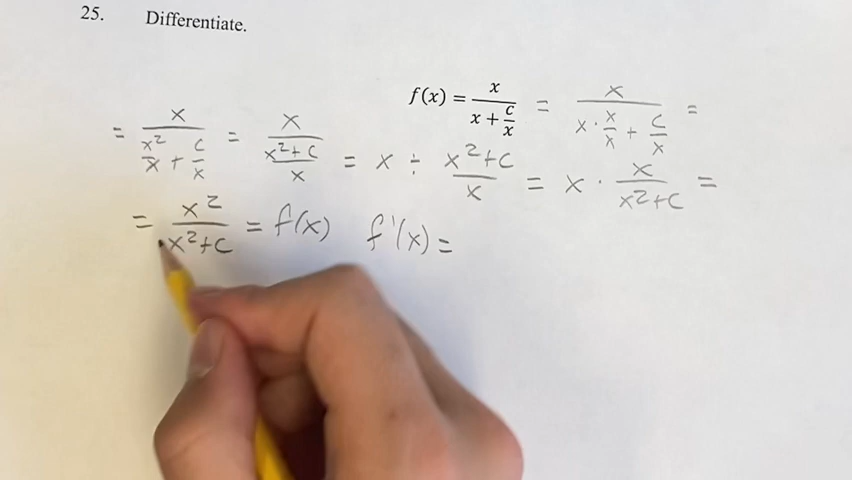 25. Differentiate.
f(x) = x / (x + c/x) = x / (x · x/x + c/x) =
= x / (x²/x + c/x) = x / ((x²+c)/x) = x ÷ (x²+c)/x = x · x/(x²+c) =
= x² / (x²+c) = f(x) f'(x) =